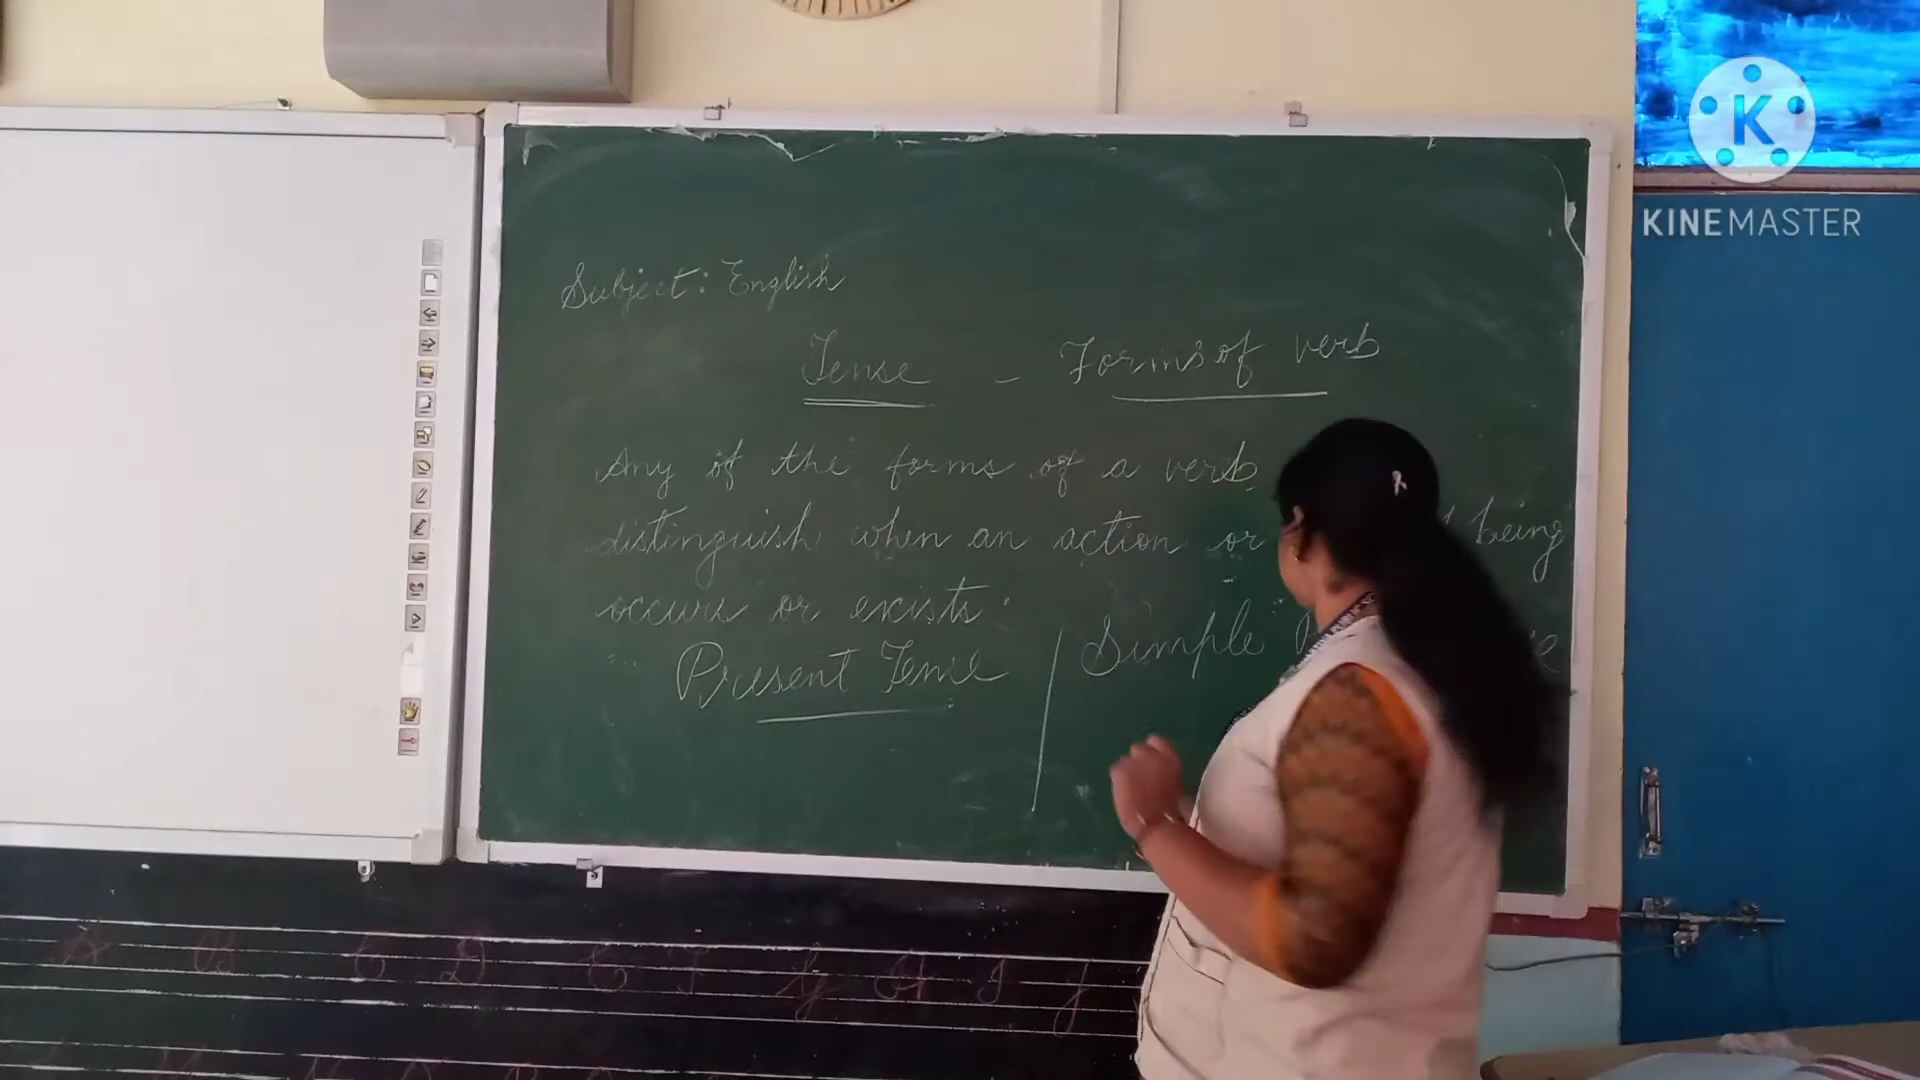 Subject: English
Tense - Forms of verb
Any of the forms of a verb
distinguish when an action or being
occurs or exists.
Present Tense
Simple
K
KINEMASTER
A B C D E F G H I J